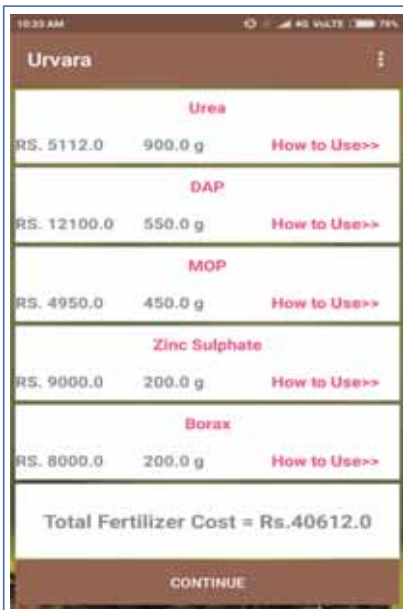 10:23 AM 4G VoLTE 78%
Urvara
Urea
RS. 5112.0 900.0 g How to Use>>
DAP
RS. 12100.0 550.0 g How to Use>>
MOP
RS. 4950.0 450.0 g How to Use>>
Zinc Sulphate
RS. 9000.0 200.0 g How to Use>>
Borax
RS. 8000.0 200.0 g How to Use>>
Total Fertilizer Cost = Rs.40612.0
CONTINUE